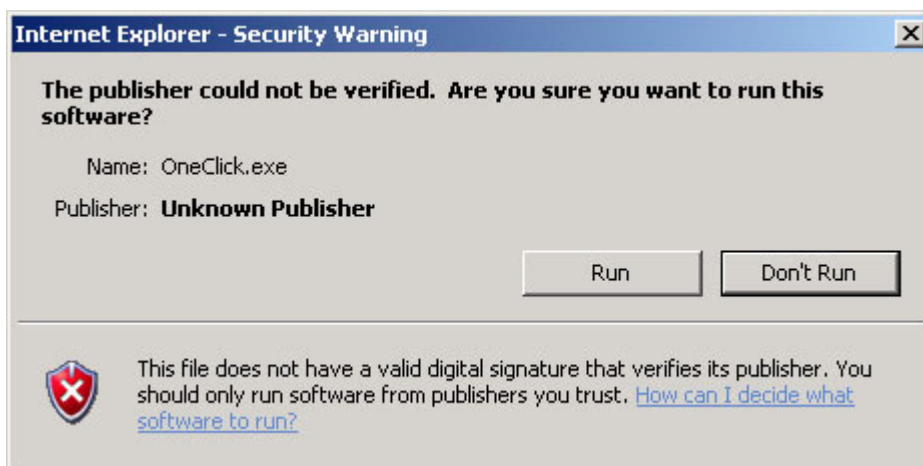 Internet Explorer - Security Warning
The publisher could not be verified. Are you sure you want to run this
software?
Name: OneClick.exe
Publisher: Unknown Publisher
Run Don't Run
This file does not have a valid digital signature that verifies its publisher. You
should only run software from publishers you trust. How can I decide what
software to run?